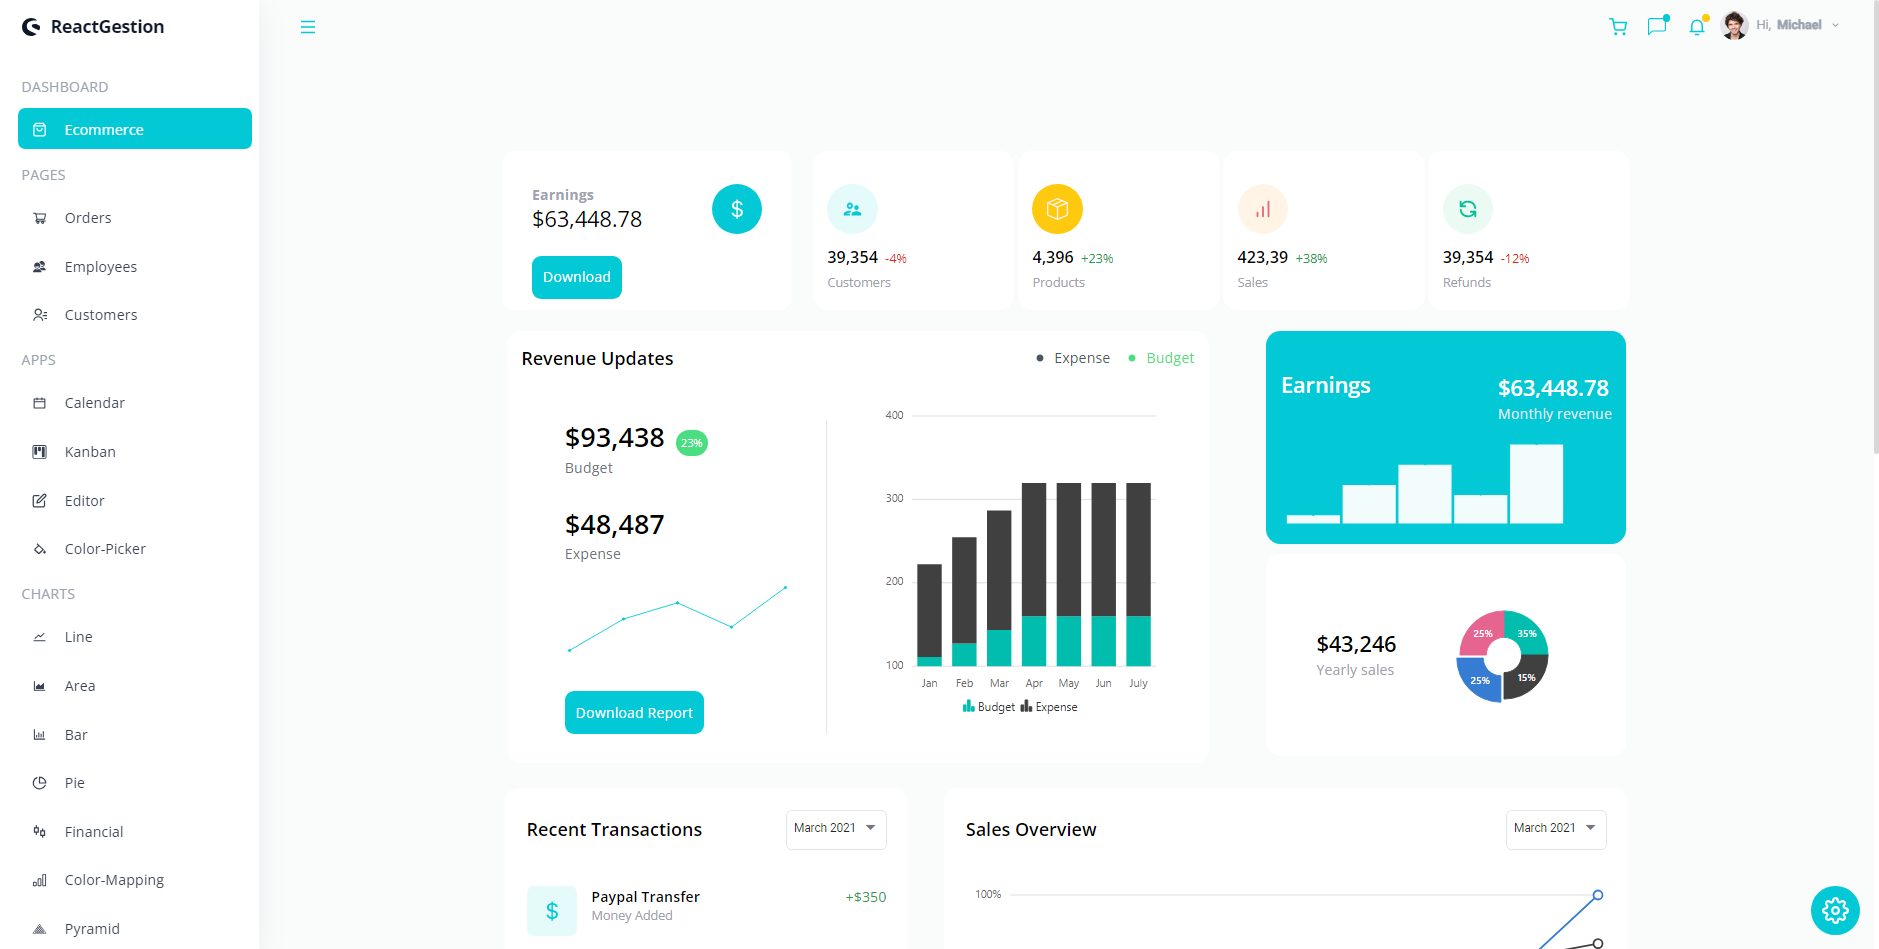 ReactGestion
Hi, Michael
DASHBOARD
Ecommerce
PAGES
Orders
Employees
Customers
APPS
Calendar
Kanban
Editor
Color-Picker
CHARTS
Line
Area
Bar
Pie
Financial
Color-Mapping
Pyramid
Earnings
$63,448.78
$
Download
39,354 -4%
Customers
4,396 +23%
Products
423,39 +38%
Sales
39,354 -12%
Refunds
Revenue Updates
Expense Budget
$93,438 23%
Budget
$48,487
Expense
Download Report
400
300
200
100
Jan Feb Mar Apr May Jun July
Budget Expense
Earnings
$63,448.78
Monthly revenue
$43,246
Yearly sales
25% 35%
25% 15%
Recent Transactions
March 2021
$
Paypal Transfer
Money Added
+$350
Sales Overview
March 2021
100%